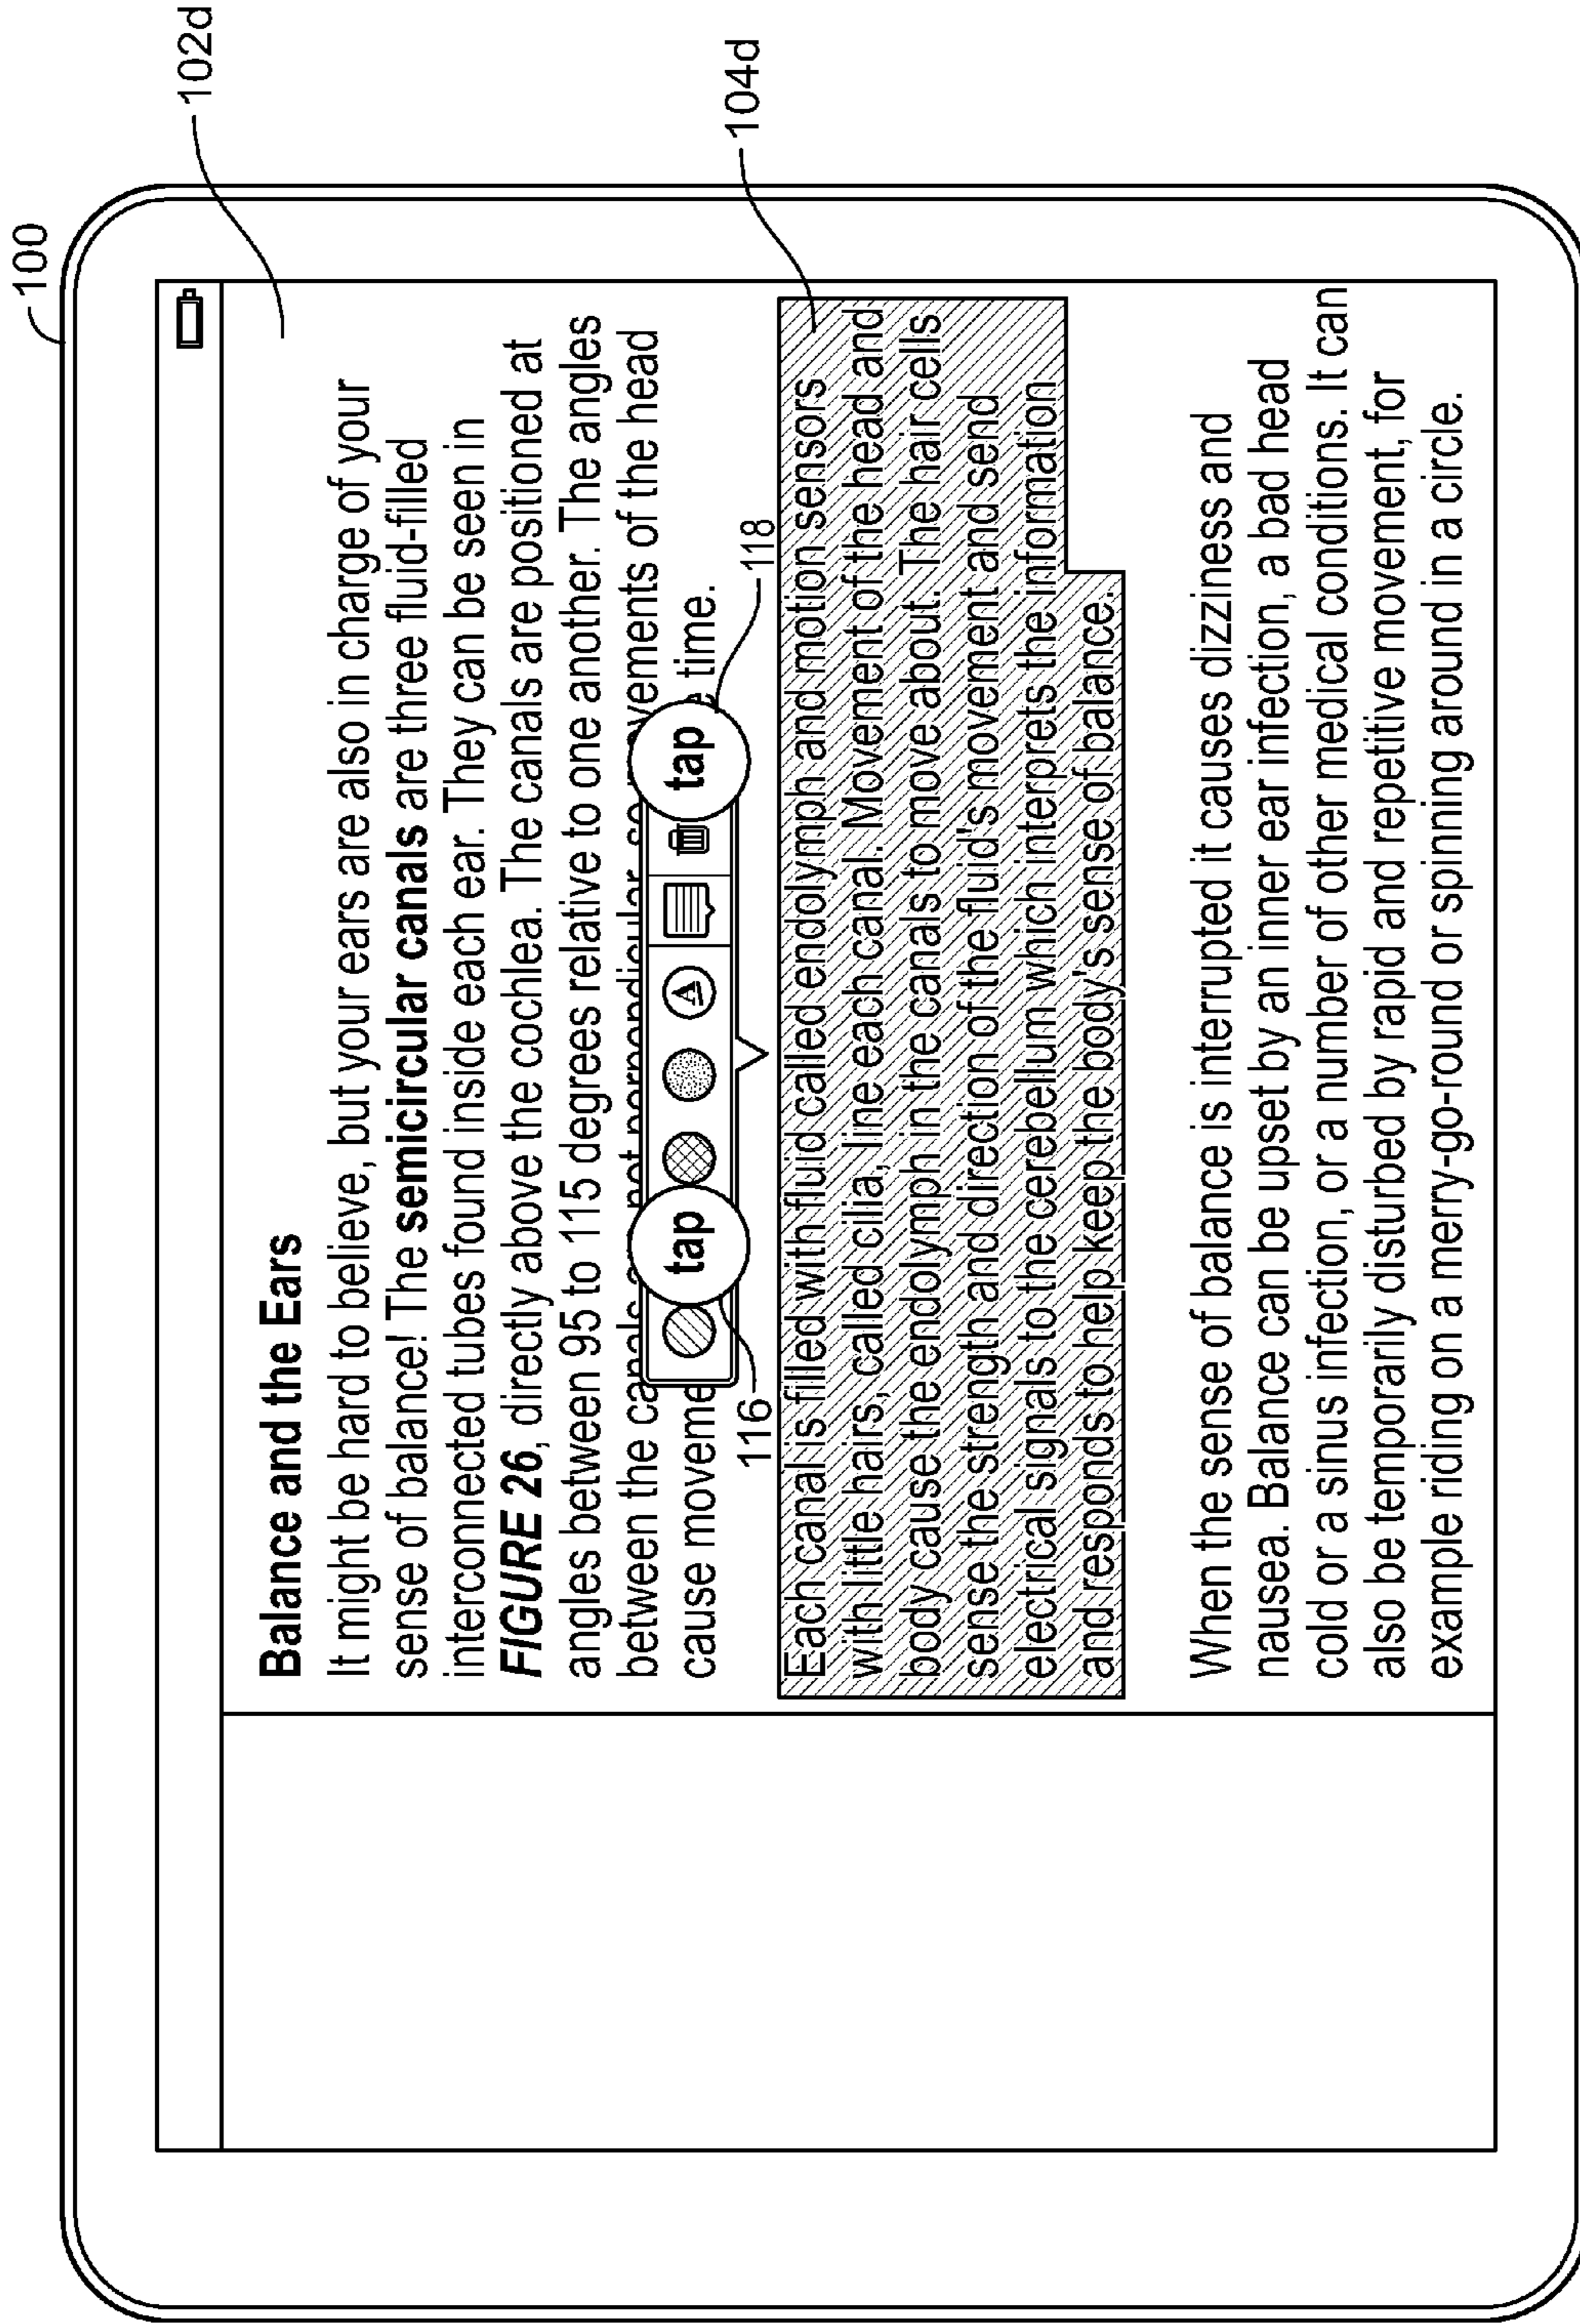 100
102d
Balance and the Ears
It might be hard to believe, but your ears are also in charge of your
sense of balance! The semicircular canals are three fluid-filled
interconnected tubes found inside each ear. They can be seen in
FIGURE 26, directly above the cochlea. The canals are positioned at
angles between 95 to 115 degrees relative to one another. The angles
between the not perpendicular so of the head
cause time.
tap
A
tap
116
118
104d
Each canal is filled with fluid called endolymph and motion sensors
with little hairs, called cilia, line each canal. Movement of the head and
body cause the endolymph in the canals to move about. The hair cells
sense the strength and direction of the fluid's movement and send
electrical signals to the cerebellum which interprets the information
and responds to help keep the body's sense of balance.
When the sense of balance is interrupted it causes dizziness and
nausea. Balance can be upset by an inner ear infection, a bad head
cold or a sinus infection, or a number of other medical conditions. It can
also be temporarily disturbed by rapid and repetitive movement, for
example riding on a merry-go-round or spinning around in a circle.